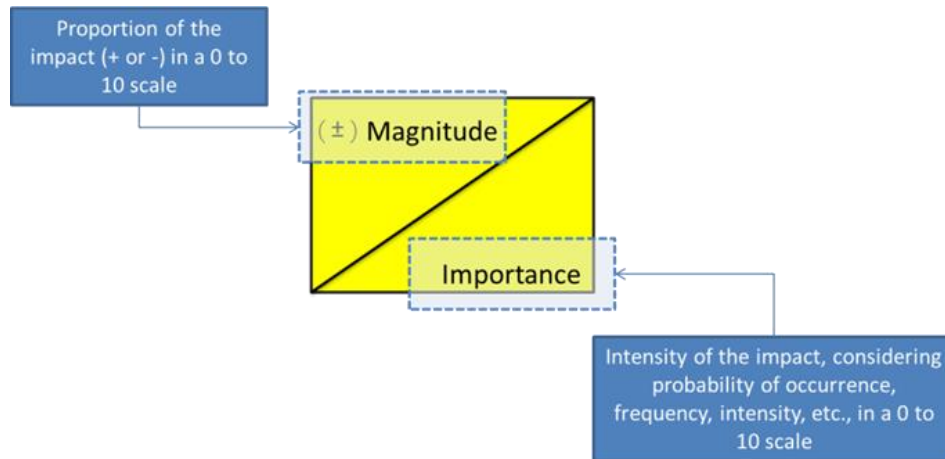 Proportion of the
impact (+ or -) in a 0 to
10 scale
(±) Magnitude
Importance
Intensity of the impact, considering
probability of occurrence,
frequency, intensity, etc., in a 0 to
10 scale